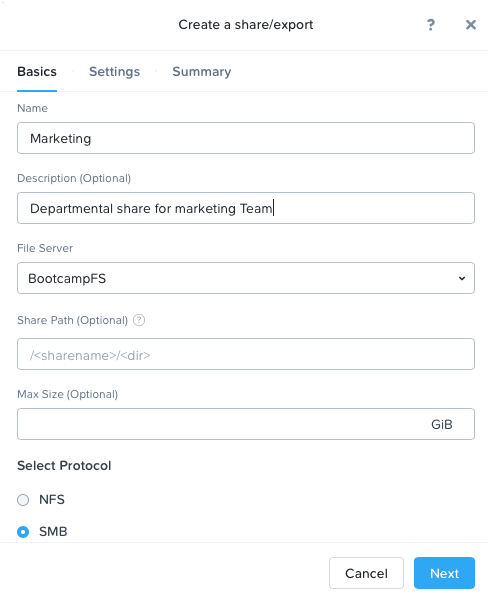 Create a share/export ? ×
Basics · Settings · Summary
Name
Marketing
Description (Optional)
Departmental share for marketing Team
File Server
BootcampFS
Share Path (Optional) ?
/<sharename>/<dir>
Max Size (Optional)
GiB
Select Protocol
NFS
SMB
Cancel Next